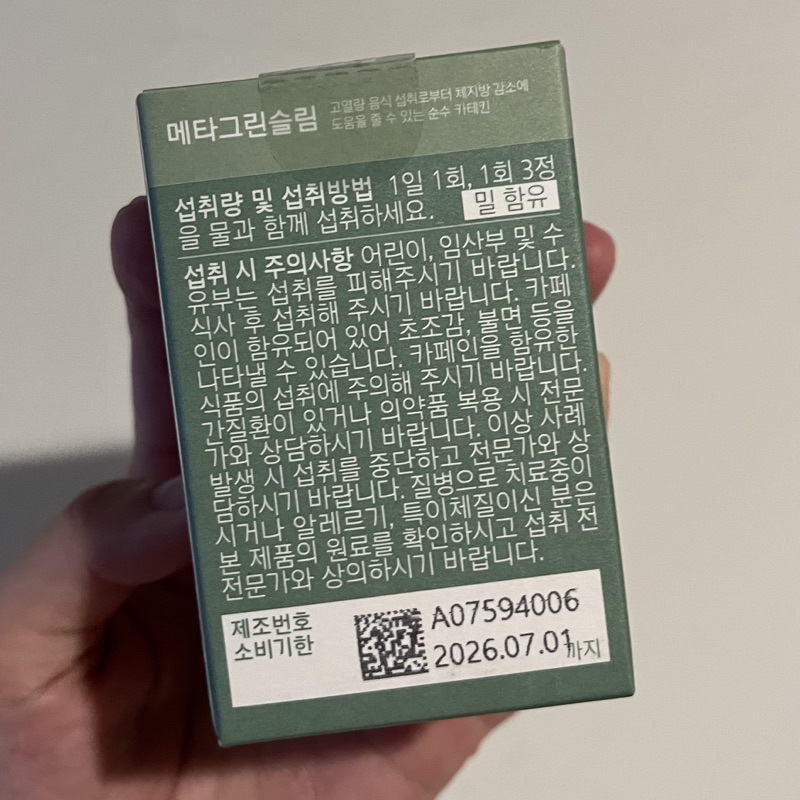 메타그린슬림
고열량 음식 섭취로부터 체지방 감소에
도움을 줄 수 있는 순수 카테킨
섭취량 및 섭취방법 1일 1회, 1회 3정
을 물과 함께 섭취하세요.
밀 함유
섭취 시 주의사항 어린이, 임산부 및 수
유부는 섭취를 피해주시기 바랍니다.
식사 후 섭취해 주시기 바랍니다. 카페
인이 함유되어 있어 초조감, 불면 등을
나타낼 수 있습니다. 카페인을 함유한
식품의 섭취에 주의해 주시기 바랍니다.
간질환이 있거나 의약품 복용 시 전문
가와 상담하시기 바랍니다. 이상 사례
발생 시 섭취를 중단하고 전문가와 상
담하시기 바랍니다. 질병으로 치료중이
시거나 알레르기, 특이체질이신 분은
본 제품의 원료를 확인하시고 섭취 전
전문가와 상의하시기 바랍니다.
제조번호 A07594006
소비기한 2026.07.01까지